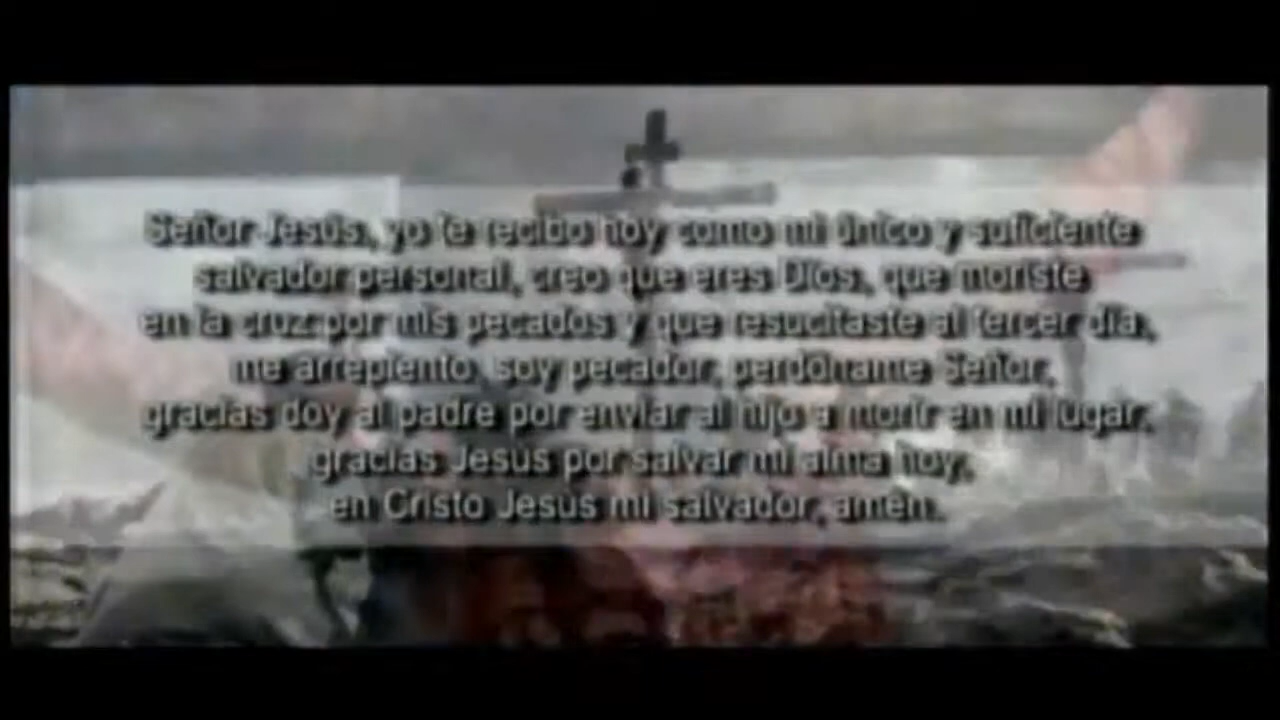 Señor Jesús, yo te recibo hoy como mi único y suficiente
salvador personal, creo que eres Dios, que moriste
en la cruz por mis pecados y que resucitaste al tercer día,
me arrepiento, soy pecador, perdóname Señor,
gracias doy al padre por enviar al hijo a morir en mi lugar,
gracias Jesús por salvar mi alma hoy,
en Cristo Jesús mi salvador, amén.